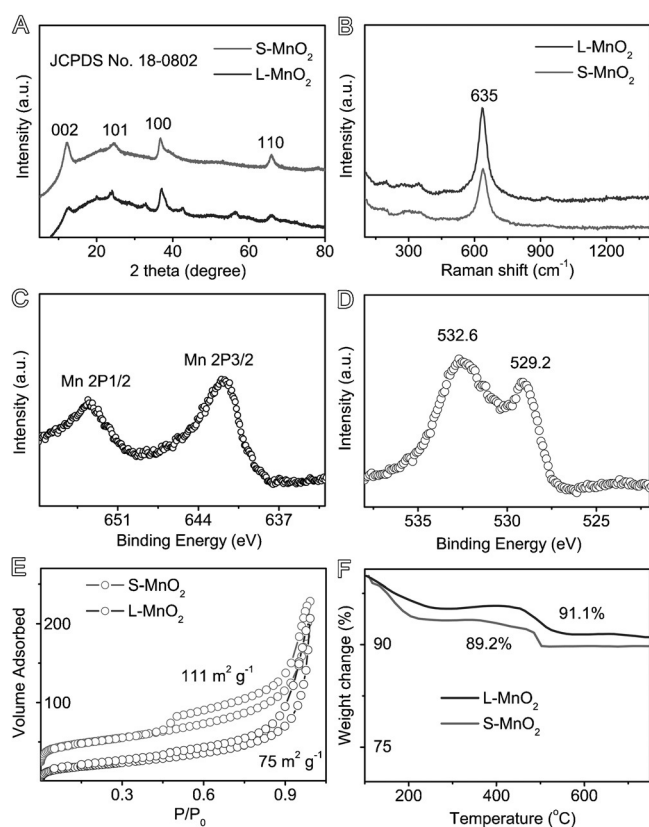 A
JCPDS No. 18-0802
S-MnO₂
L-MnO₂
002
101
100
110
Intensity (a.u.)
20
40
60
80
2 theta (degree)
B
L-MnO₂
S-MnO₂
635
Intensity (a.u.)
300
600
900
1200
Raman shift (cm⁻¹)
C
Mn 2P1/2
Mn 2P3/2
Intensity (a.u.)
651
644
637
Binding Energy (eV)
D
532.6
529.2
Intensity (a.u.)
535
530
525
Binding Energy (eV)
E
S-MnO₂
L-MnO₂
200
100
111 m² g⁻¹
75 m² g⁻¹
Volume Adsorbed
0.3
0.6
0.9
P/P₀
F
91.1%
90
89.2%
L-MnO₂
S-MnO₂
75
Weight change (%)
200
400
600
Temperature (°C)